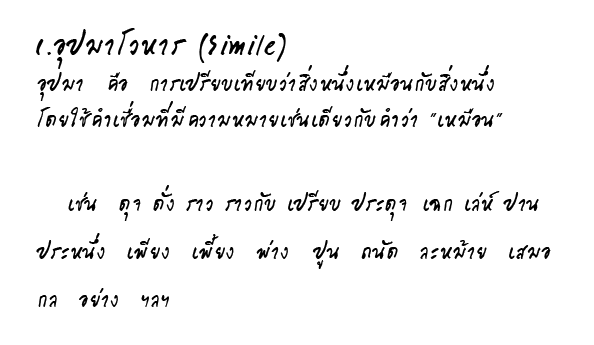 ๑.อุปมาโวหาร (Simile)
อุปมา คือ การเปรียบเทียบว่าสิ่งหนึ่งเหมือนกับสิ่งหนึ่ง
โดยใช้คำเชื่อมที่มีความหมายเช่นเดียวกับคำว่า "เหมือน"
เช่น ดุจ ดั่ง ราว ราวกับ เปรียบ ประดุจ เฉก เล่ห์ ปาน
ประหนึ่ง เพียง เพี้ยง พ่าง ปูน ถนัด ละหม้าย เสมอ
กล อย่าง ฯลฯ